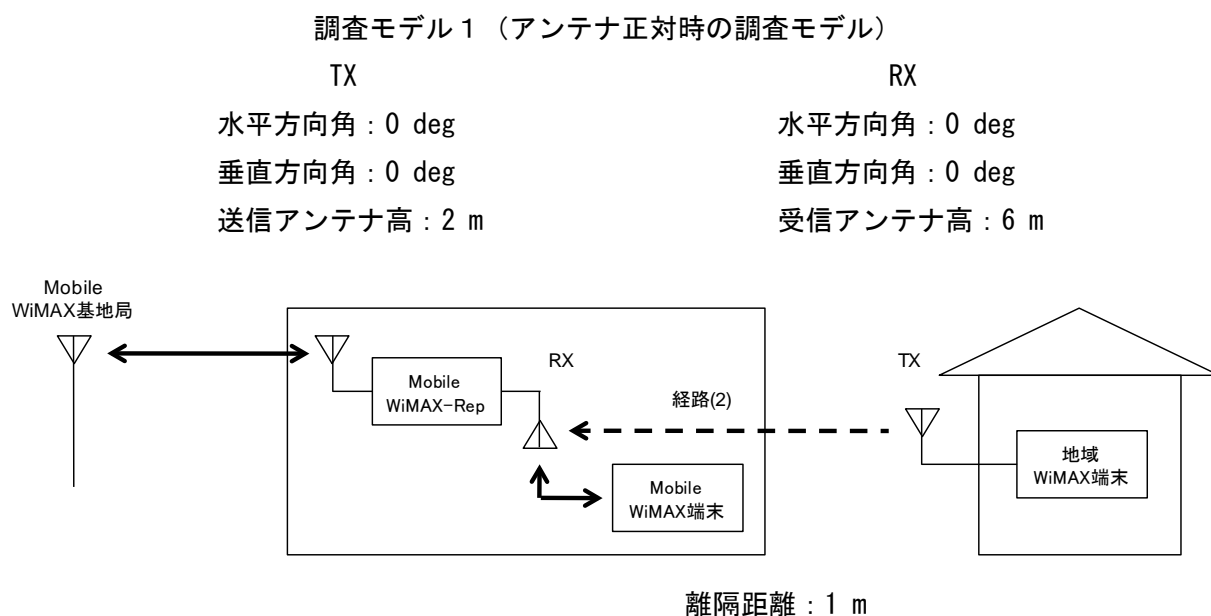 調査モデル１（アンテナ正対時の調査モデル）
TX
RX
水平方向角：0 deg
水平方向角：0 deg
垂直方向角：0 deg
垂直方向角：0 deg
送信アンテナ高：2 m
受信アンテナ高：6 m
Mobile
WiMAX基地局
Mobile
WiMAX-Rep
RX
経路(2)
TX
地域
WiMAX端末
Mobile
WiMAX端末
離隔距離：1 m